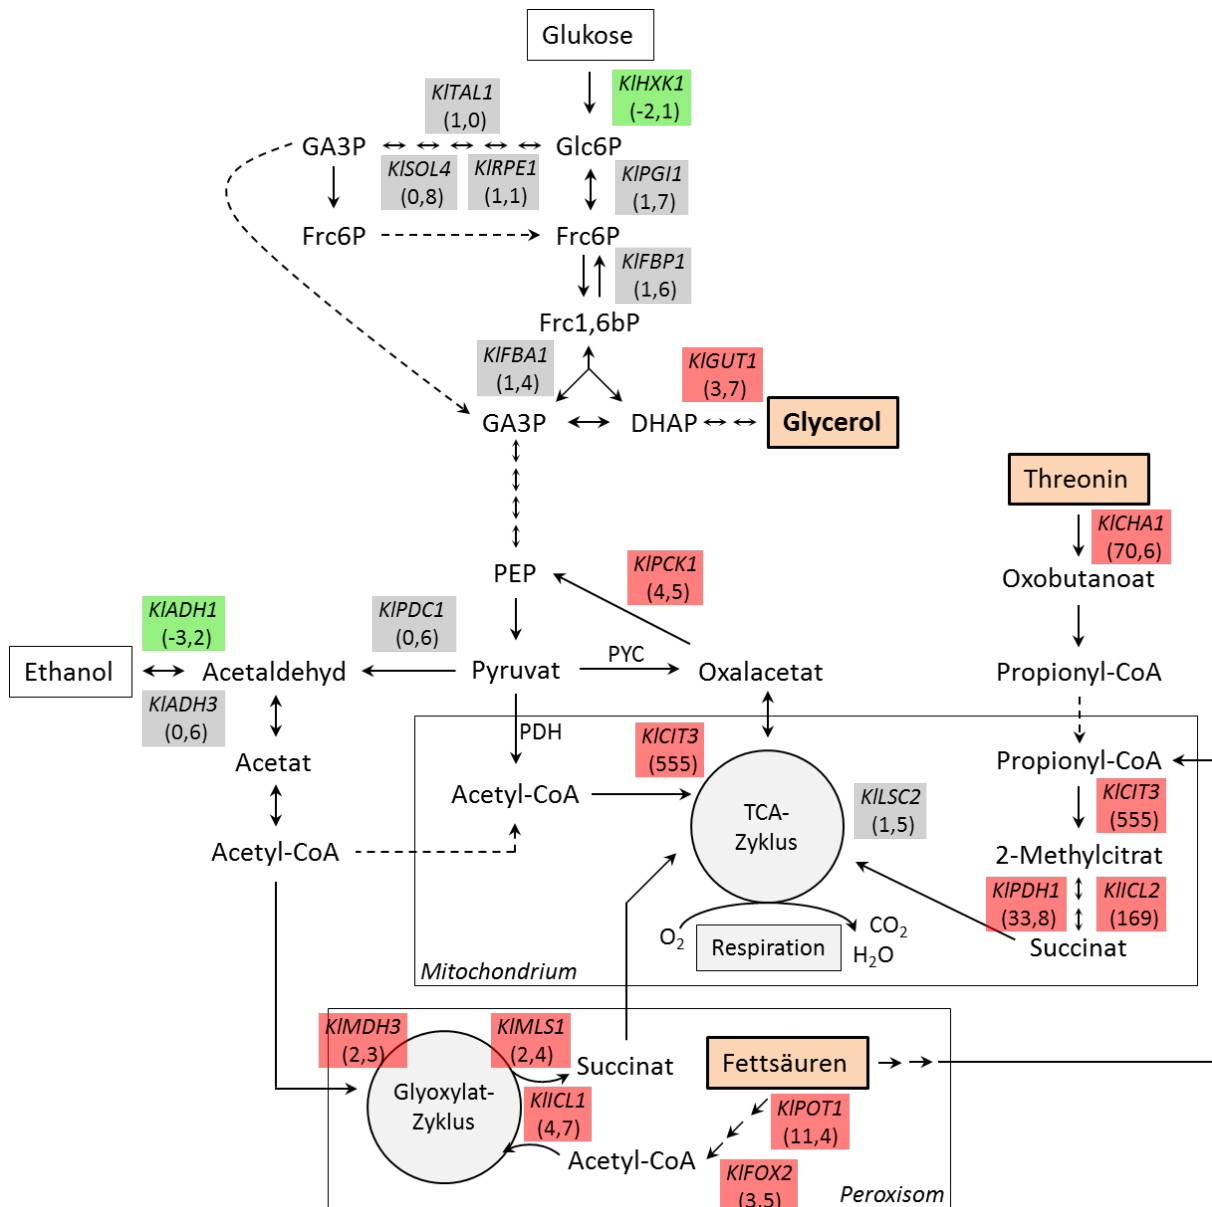 Glukose
KlHXK1
(-2,1)
KlTAL1
(1,0)
GA3P
Glc6P
KlSOL4
(0,8)
KlRPE1
(1,1)
KlPGI1
(1,7)
Frc6P
Frc6P
KlFBP1
(1,6)
Frc1,6bP
KlFBA1
(1,4)
KlGUT1
(3,7)
GA3P
DHAP
Glycerol
Threonin
KlCHA1
(70,6)
Oxobutanoat
PEP
KlPCK1
(4,5)
KlADH1
(-3,2)
KlPDC1
(0,6)
Ethanol
Acetaldehyd
Pyruvat
PYC
Oxalacetat
Propionyl-CoA
KlADH3
(0,6)
PDH
KlCIT3
(555)
Acetat
Propionyl-CoA
Acetyl-CoA
TCA-
Zyklus
KlLSC2
(1,5)
KlCIT3
(555)
Acetyl-CoA
2-Methylcitrat
KlPDH1
(33,8)
KlICL2
(169)
O2
Respiration
CO2
H2O
Succinat
Mitochondrium
KlMDH3
(2,3)
KlMLS1
(2,4)
Succinat
Fettsäuren
Glyoxylat-
Zyklus
KlICL1
(4,7)
KlPOT1
(11,4)
Acetyl-CoA
KlFOX2
(3,5)
Peroxisom